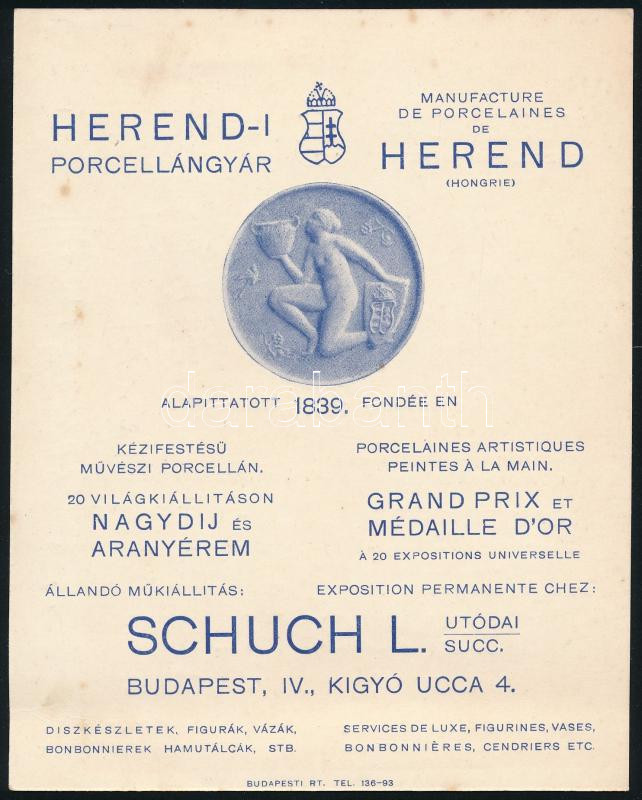 HEREND-I
PORCELLÁNGYÁR
MANUFACTURE
DE PORCELAINES
DE
HEREND
(HONGRIE)
darabanth
ALAPITTATOTT 1839. FONDÉE EN
KÉZIFESTÉSÜ
MŰVÉSZI PORCELLÁN.
20 VILÁGKIÁLLITÁSON
NAGYDIJ ÉS
ARANYÉREM
PORCELAINES ARTISTIQUES
PEINTES À LA MAIN.
GRAND PRIX ET
MÉDAILLE D'OR
À 20 EXPOSITIONS UNIVERSELLE
ÁLLANDÓ MŰKIÁLLITÁS:
EXPOSITION PERMANENTE CHEZ:
SCHUCH L. UTÓDAI
SUCC.
BUDAPEST, IV., KIGYÓ UCCA 4.
DISZKÉSZLETEK, FIGURÁK, VÁZÁK,
BONBONNIEREK HAMUTÁLCÁK, STB.
SERVICES DE LUXE, FIGURINES, VASES,
BONBONNIÈRES, CENDRIERS ETC.
BUDAPESTI RT. TEL. 136-93